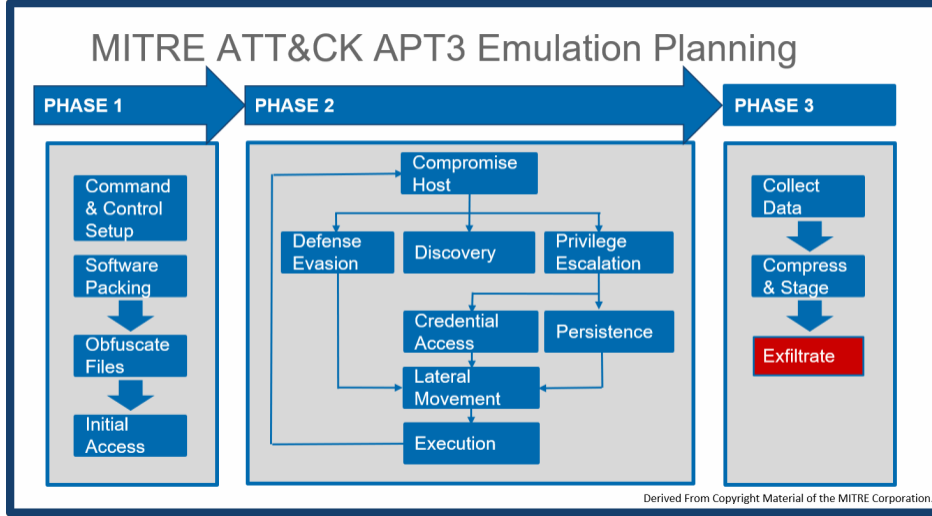 MITRE ATT&CK APT3 Emulation Planning
PHASE 1
PHASE 2
PHASE 3
Command
& Control
Setup
Software
Packing
Obfuscate
Files
Initial
Access
Compromise
Host
Defense
Evasion
Discovery
Privilege
Escalation
Credential
Access
Persistence
Lateral
Movement
Execution
Collect
Data
Compress
& Stage
Exfiltrate
Derived From Copyright Material of the MITRE Corporation.